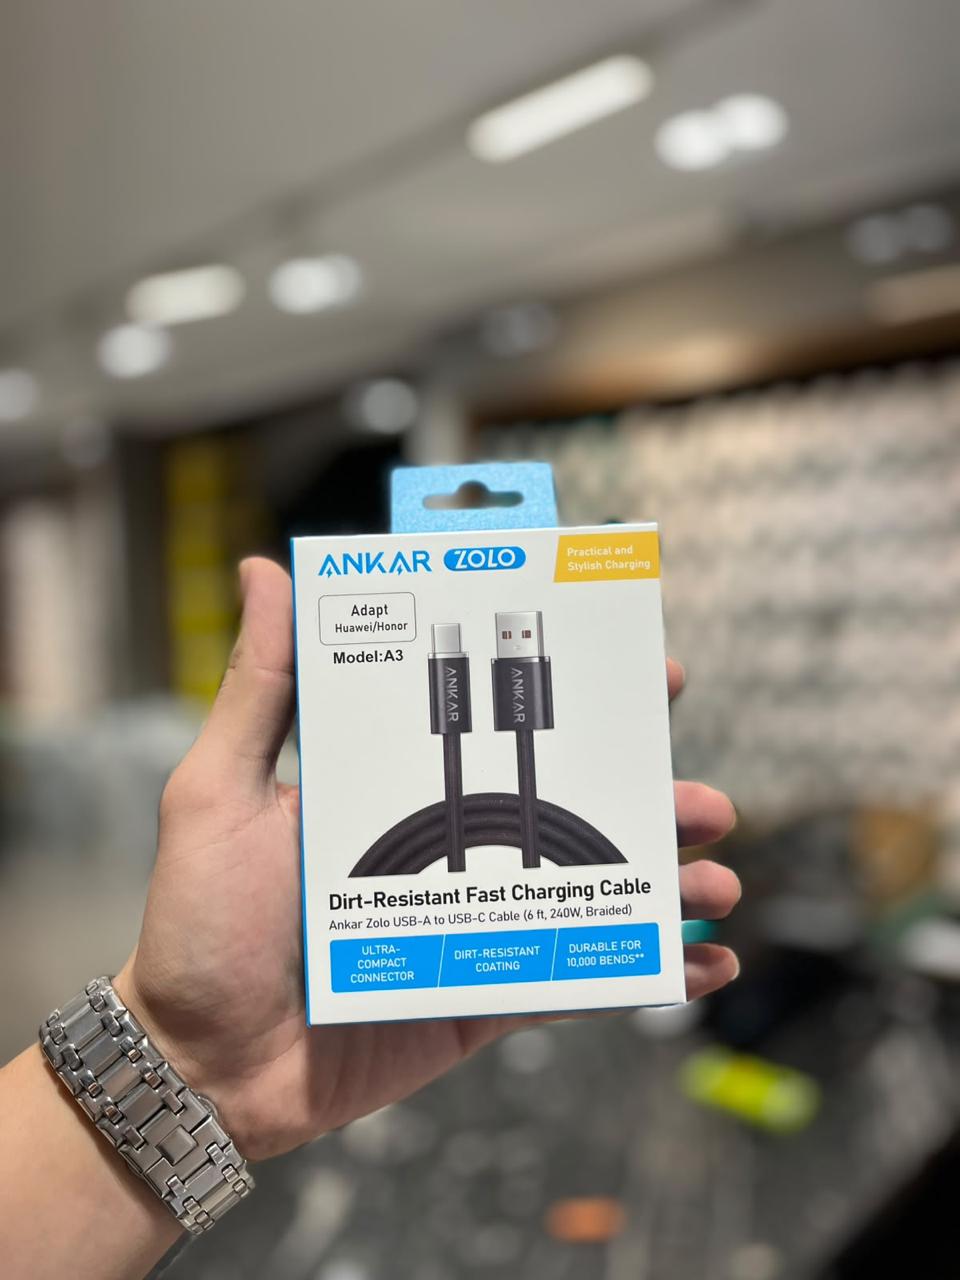 ANKAR ZOLO
Practical and
Stylish Charging
Adapt
Huawei/Honor
Model:A3
ANKAR
ANKAR
Dirt-Resistant Fast Charging Cable
Ankar Zolo USB-A to USB-C Cable (6 ft, 240W, Braided)
ULTRA-
COMPACT
CONNECTOR
DIRT-RESISTANT
COATING
DURABLE FOR
10,000 BENDS**